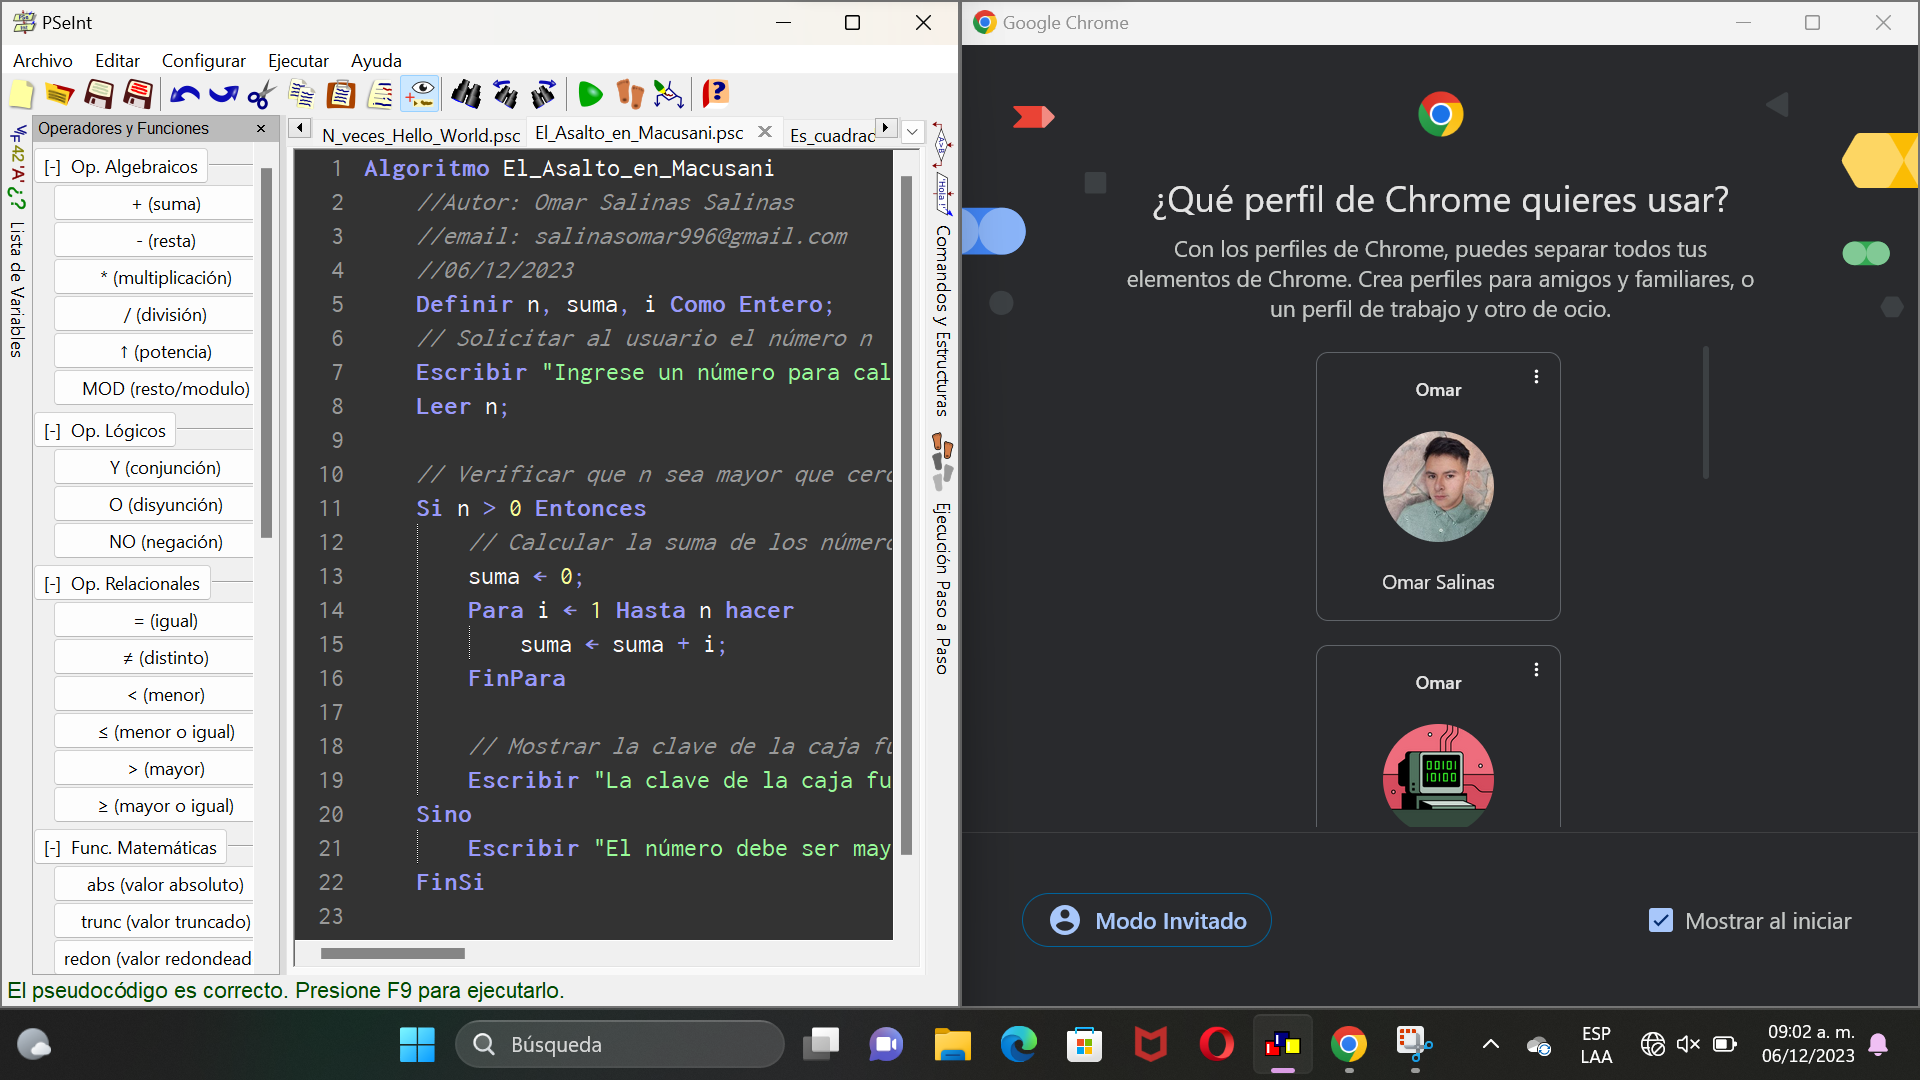 PSeInt
Archivo Editar Configurar Ejecutar Ayuda
Operadores y Funciones
[-] Op. Algebraicos
+ (suma)
- (resta)
* (multiplicación)
/ (división)
↑ (potencia)
MOD (resto/modulo)
[-] Op. Lógicos
Y (conjunción)
O (disyunción)
NO (negación)
[-] Op. Relacionales
= (igual)
≠ (distinto)
< (menor)
≤ (menor o igual)
> (mayor)
≥ (mayor o igual)
[-] Func. Matemáticas
abs (valor absoluto)
trunc (valor truncado)
redon (valor redondead
Lista de Variables
N_veces_Hello_World.psc El_Asalto_en_Macusani.psc Es_cuadrac
1 Algoritmo El_Asalto_en_Macusani
2 //Autor: Omar Salinas Salinas
3 //email: salinasomar996@gmail.com
4 //06/12/2023
5 Definir n, suma, i Como Entero;
6 // Solicitar al usuario el número n
7 Escribir "Ingrese un número para cal
8 Leer n;
9
10 // Verificar que n sea mayor que cero
11 Si n > 0 Entonces
12 // Calcular la suma de los número
13 suma ← 0;
14 Para i ← 1 Hasta n hacer
15 suma ← suma + i;
16 FinPara
17
18 // Mostrar la clave de la caja fu
19 Escribir "La clave de la caja fu
20 Sino
21 Escribir "El número debe ser may
22 FinSi
23
Comandos y Estructuras
Ejecución Paso a Paso
El pseudocódigo es correcto. Presione F9 para ejecutarlo.
Google Chrome
¿Qué perfil de Chrome quieres usar?
Con los perfiles de Chrome, puedes separar todos tus
elementos de Chrome. Crea perfiles para amigos y familiares, o
un perfil de trabajo y otro de ocio.
Omar
Omar Salinas
Omar
Modo Invitado
Mostrar al iniciar
Búsqueda
ESP
LAA
09:02 a. m.
06/12/2023